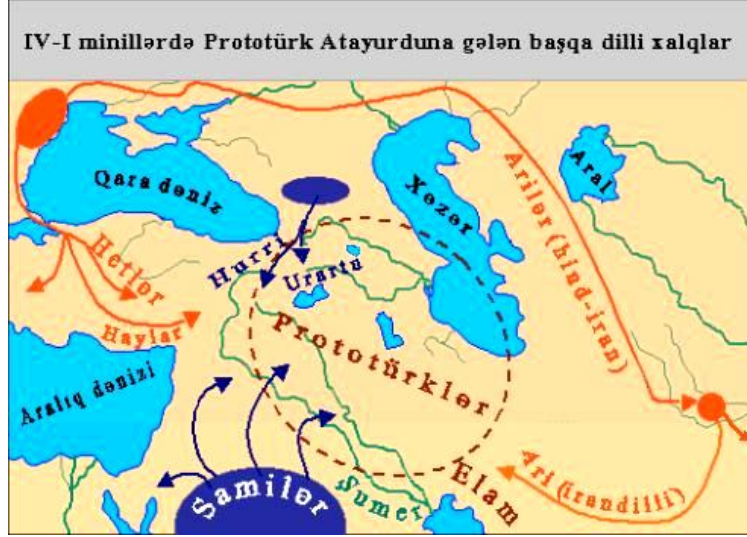 IV-I minillərdə Prototürk Atayurduna gələn başqa dilli xalqlar
Qara dəniz
Xəzər
Aral
Arilər (hind-iran)
Hurri
Urartu
Hetlər
Haylar
Prototürklər
Aralıq dənizi
Samilər
Sumer
Elam
Ari (irandilli)